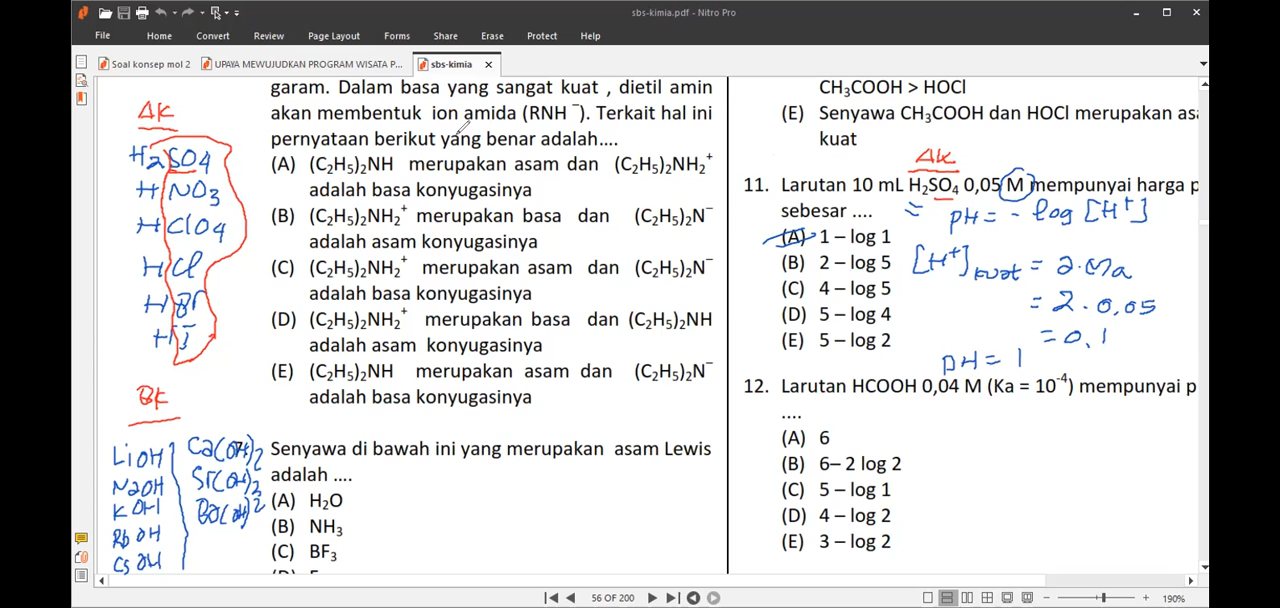 sbs-kimia.pdf - Nitro Pro
File Home Convert Review Page Layout Forms Share Erase Protect Help
Soal konsep mol 2 UPAYA MEWUJUDKAN PROGRAM WISATA P... sbs-kimia
garam. Dalam basa yang sangat kuat , dietil amin
akan membentuk ion amida (RNH⁻). Terkait hal ini
pernyataan berikut yang benar adalah....
(A) (C₂H₅)₂NH merupakan asam dan (C₂H₅)₂NH₂⁺
adalah basa konyugasinya
(B) (C₂H₅)₂NH₂⁺ merupakan basa dan (C₂H₅)₂N⁻
adalah asam konyugasinya
(C) (C₂H₅)₂NH₂⁺ merupakan asam dan (C₂H₅)₂N⁻
adalah basa konyugasinya
(D) (C₂H₅)₂NH₂⁺ merupakan basa dan (C₂H₅)₂NH
adalah asam konyugasinya
(E) (C₂H₅)₂NH merupakan asam dan (C₂H₅)₂N⁻
adalah basa konyugasinya
Senyawa di bawah ini yang merupakan asam Lewis
adalah ....
(A) H₂O
(B) NH₃
(C) BF₃
AK
H₂SO₄
HNO₃
HClO₄
HCl
HBr
HI
BK
LiOH
NaOH
KOH
RbOH
CsOH
Ca(OH)₂
Sr(OH)₂
Ba(OH)₂
CH₃COOH > HOCl
(E) Senyawa CH₃COOH dan HOCl merupakan asa
kuat
AK
11. Larutan 10 mL H₂SO₄ 0,05 M mempunyai harga p
sebesar ....
(A) 1 – log 1
(B) 2 – log 5
(C) 4 – log 5
(D) 5 – log 4
(E) 5 – log 2
pH = - log [H⁺]
[H⁺] kuat = 2.Ma
= 2. 0,05
= 0,1
pH = 1
12. Larutan HCOOH 0,04 M (Ka = 10⁻⁴) mempunyai p
....
(A) 6
(B) 6– 2 log 2
(C) 5 – log 1
(D) 4 – log 2
(E) 3 – log 2
56 OF 200
190%